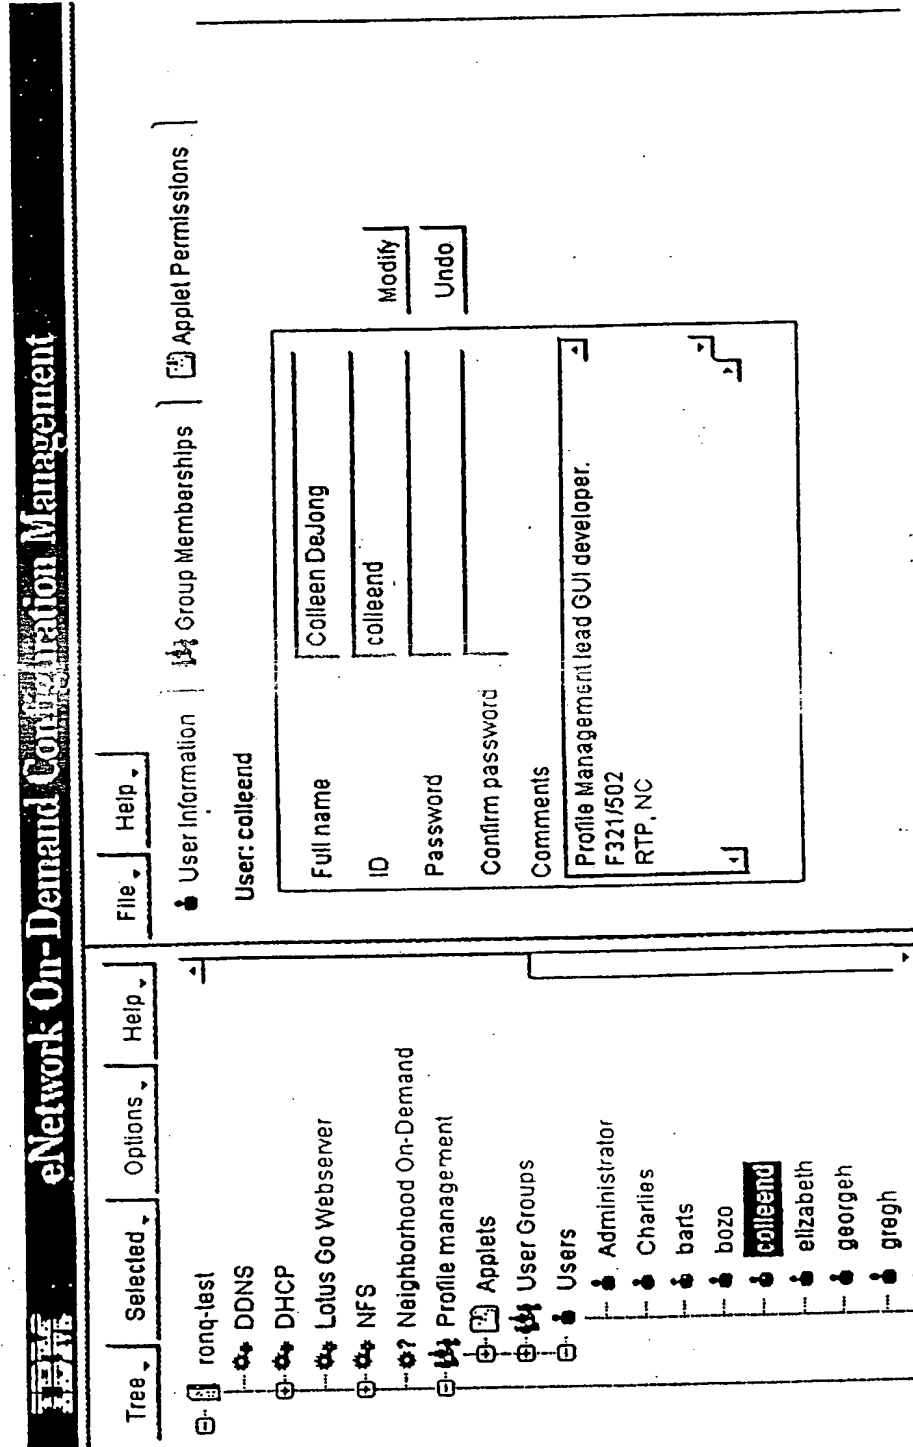 IBM eNetwork On-Demand Configuration Management
Tree Selected Options Help
ronq-test
DDNS
DHCP
Lotus Go Webserver
NFS
? Neighborhood On-Demand
Profile management
Applets
User Groups
Users
Administrator
Charlies
barts
bozo
colleend
elizabeth
georgeh
gregh
File Help
User Information Group Memberships Applet Permissions
User: colleend
Full name Colleen DeJong
ID colleend
Modify
Password
Undo
Confirm password
Comments
Profile Management lead GUI developer.
F321/502
RTP, NC